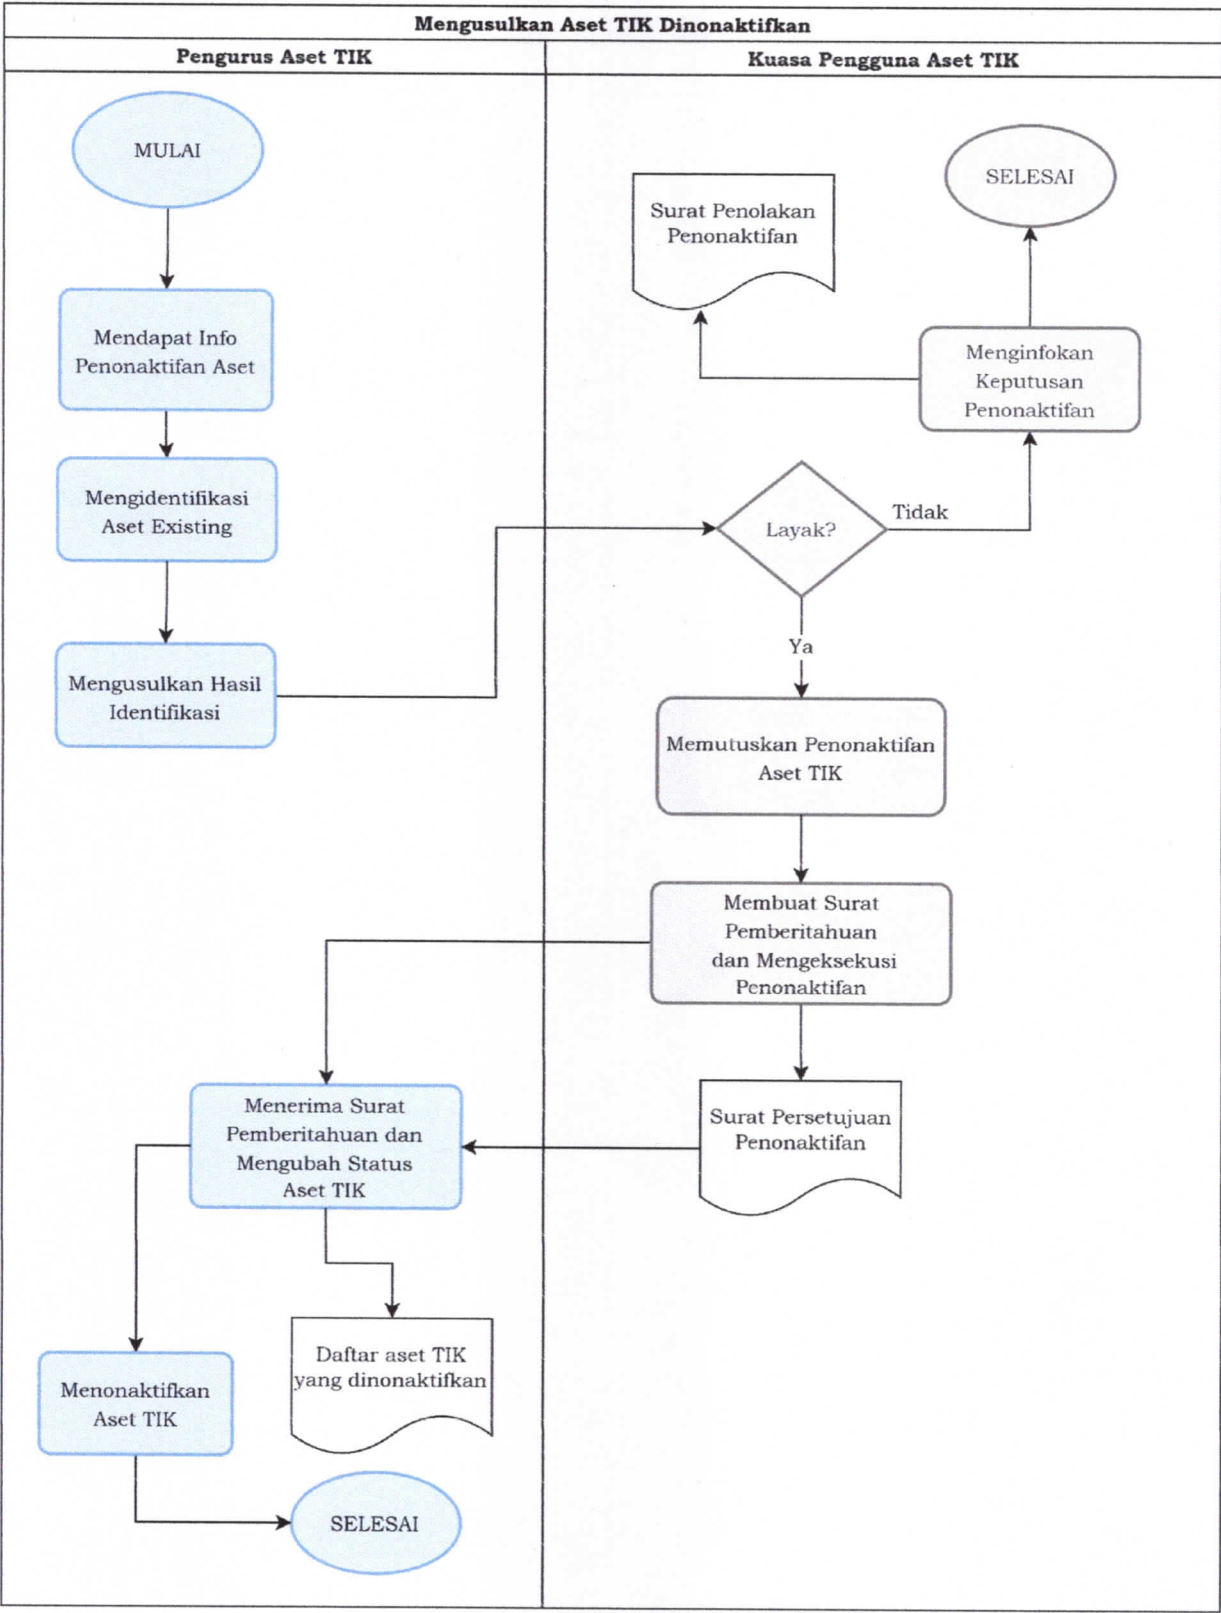 Mengusulkan Aset TIK Dinonaktifkan
Pengurus Aset TIK
Kuasa Pengguna Aset TIK
MULAI
Mendapat Info
Penonaktifan Aset
Mengidentifikasi
Aset Existing
Mengusulkan Hasil
Identifikasi
Surat Penolakan
Penonaktifan
SELESAI
Menginfokan
Keputusan
Penonaktifan
Layak?
Tidak
Ya
Memutuskan Penonaktifan
Aset TIK
Membuat Surat
Pemberitahuan
dan Mengeksekusi
Penonaktifan
Surat Persetujuan
Penonaktifan
Menerima Surat
Pemberitahuan dan
Mengubah Status
Aset TIK
Daftar aset TIK
yang dinonaktifkan
Menonaktifkan
Aset TIK
SELESAI